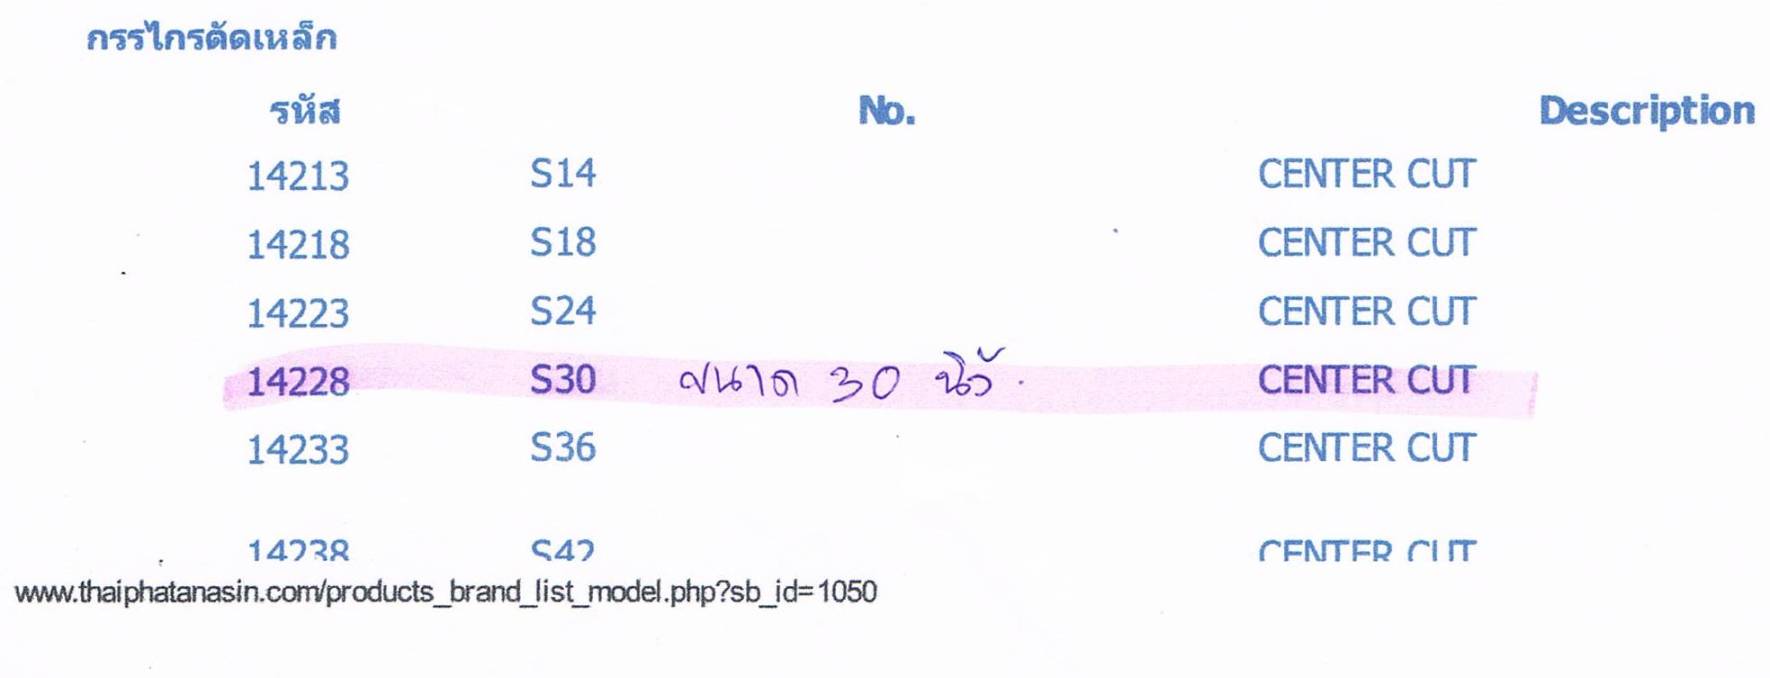 กรรไกรตัดเหล็ก
รหัส No. Description
14213 S14 CENTER CUT
14218 S18 CENTER CUT
14223 S24 CENTER CUT
14228 S30 ขนาด 30 นิ้ว CENTER CUT
14233 S36 CENTER CUT
14238 S42 CENTER CUT
www.thaiphatanasin.com/products_brand_list_model.php?sb_id=1050